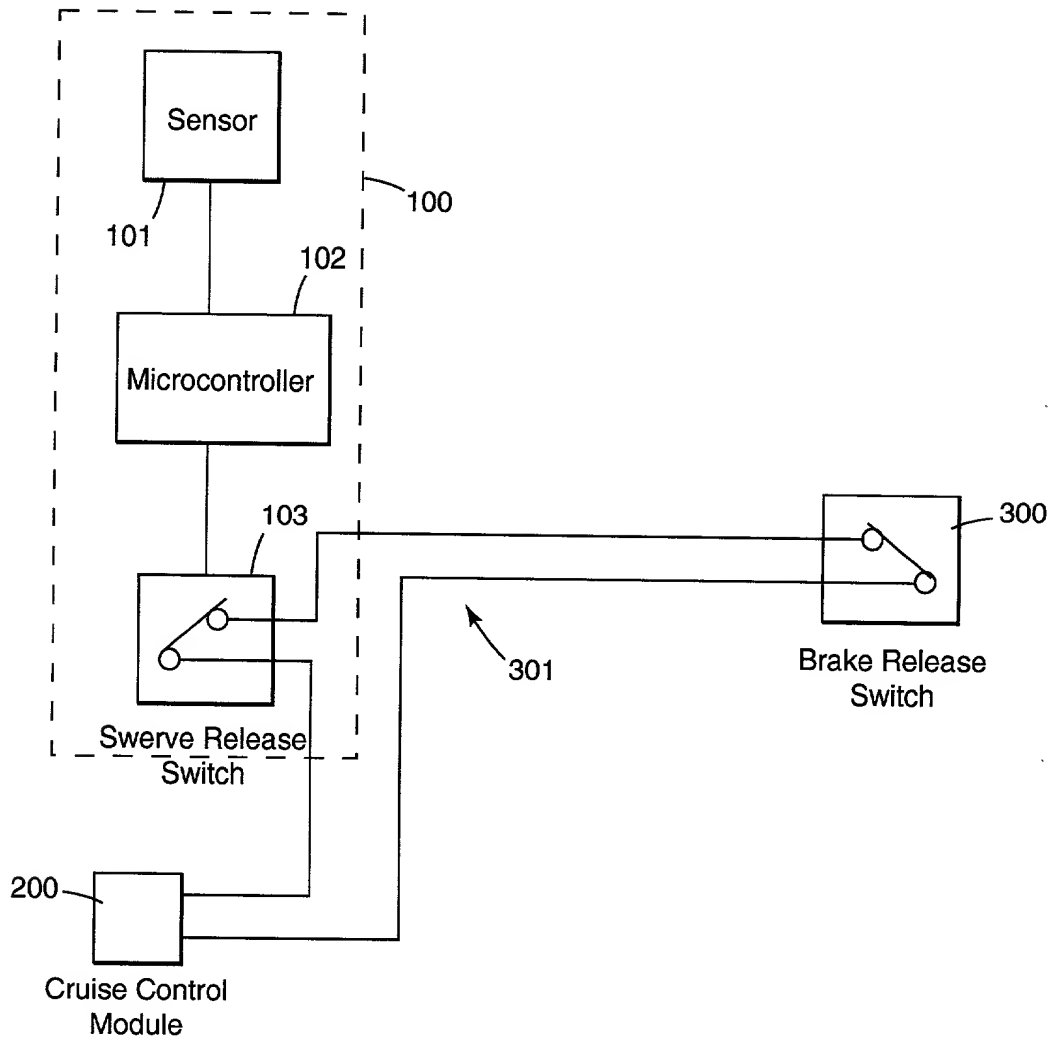 Sensor
101
100
102
Microcontroller
103
300
301
Brake Release
Switch
Swerve Release
Switch
200
Cruise Control
Module